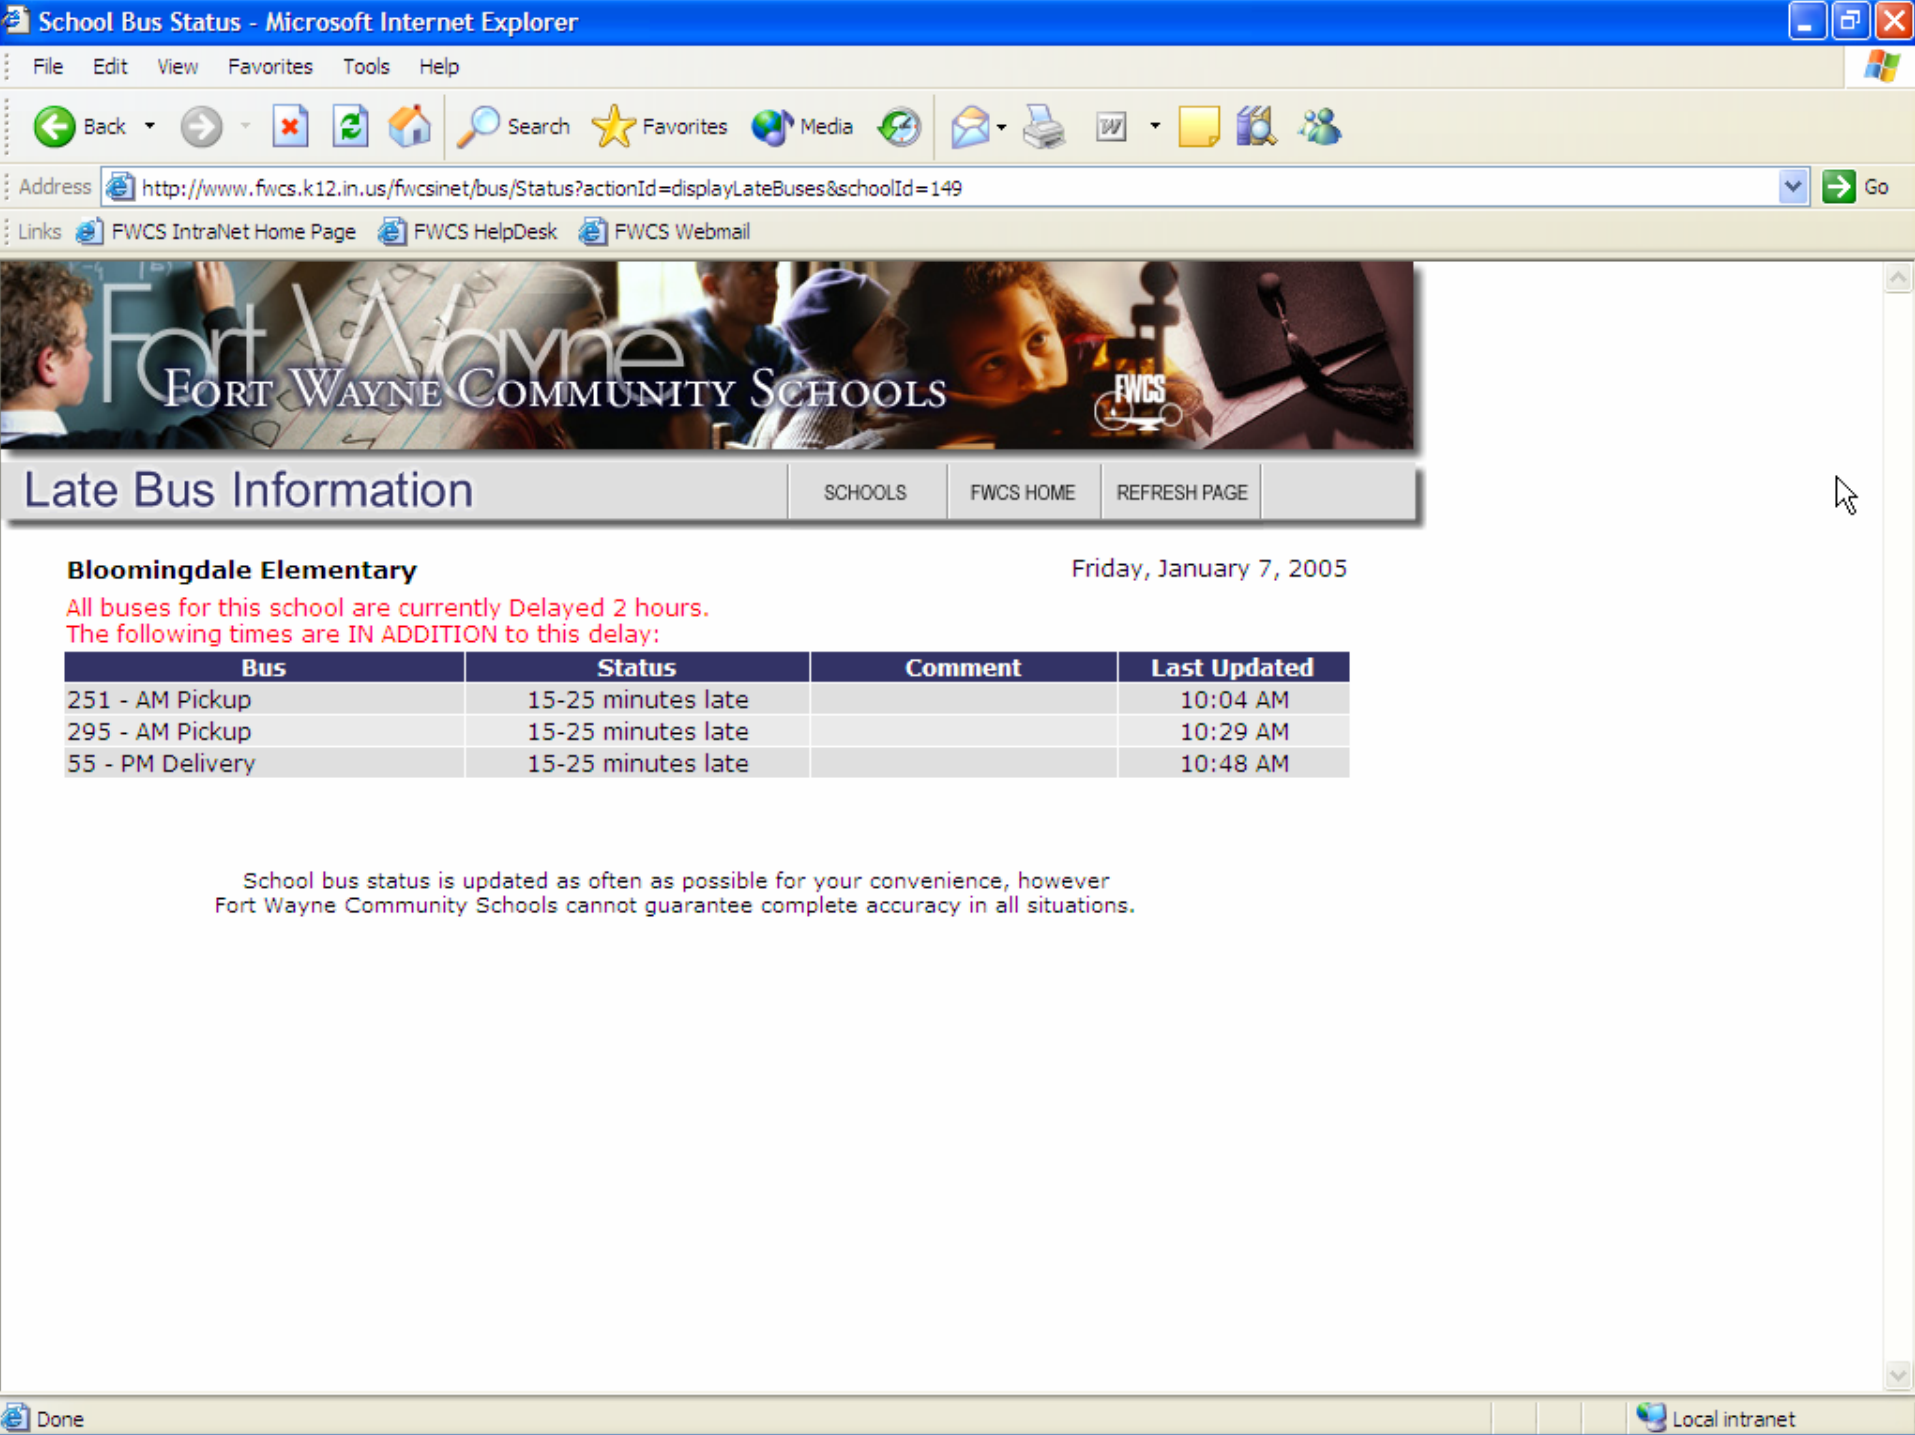 School Bus Status - Microsoft Internet Explorer
File Edit View Favorites Tools Help
Back Search Favorites Media
Address http://www.fwcs.k12.in.us/fwcsinet/bus/Status?actionId=displayLateBuses&schoolId=149 Go
Links FWCS IntraNet Home Page FWCS HelpDesk FWCS Webmail
Fort Wayne
FORT WAYNE COMMUNITY SCHOOLS
FWCS
Late Bus Information SCHOOLS FWCS HOME REFRESH PAGE
Bloomingdale Elementary Friday, January 7, 2005
All buses for this school are currently Delayed 2 hours.
The following times are IN ADDITION to this delay:
Bus Status Comment Last Updated
251 - AM Pickup 15-25 minutes late 10:04 AM
295 - AM Pickup 15-25 minutes late 10:29 AM
55 - PM Delivery 15-25 minutes late 10:48 AM
School bus status is updated as often as possible for your convenience, however
Fort Wayne Community Schools cannot guarantee complete accuracy in all situations.
Done Local intranet